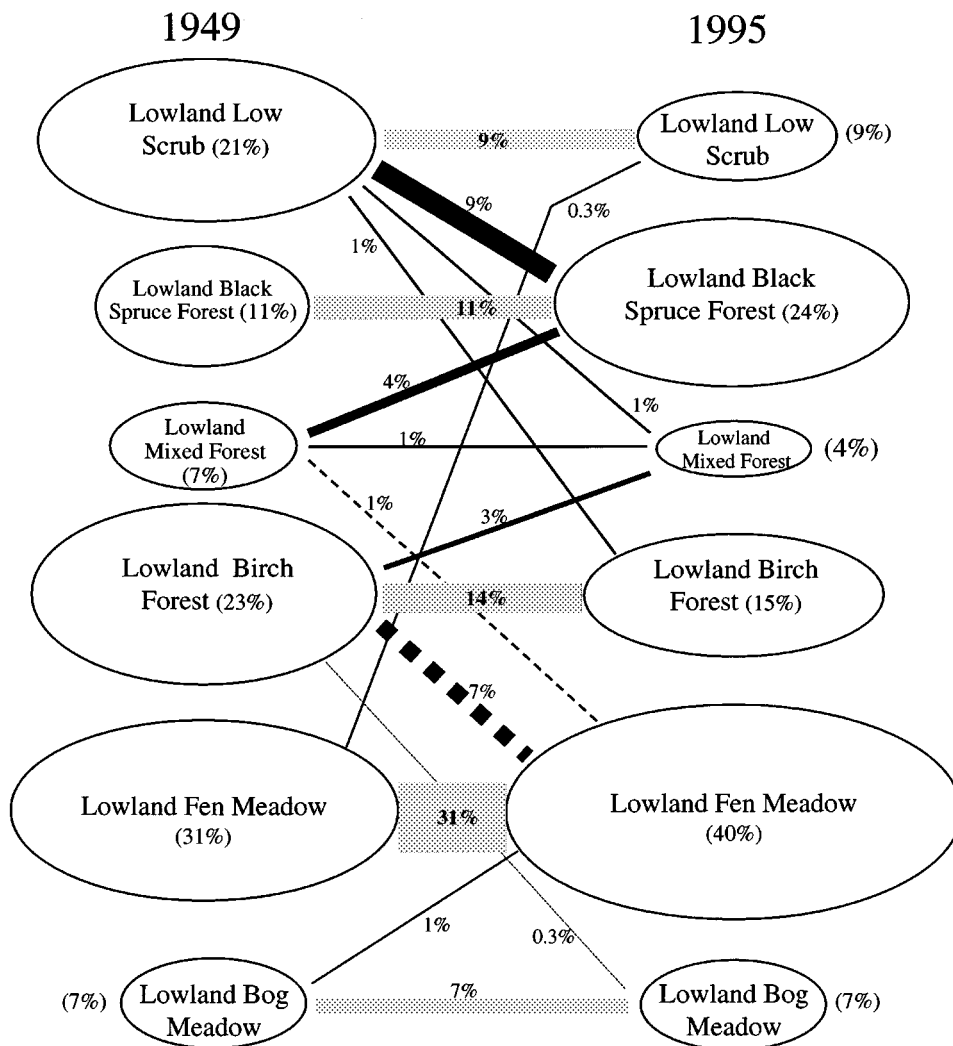 1949
1995
Lowland Low
Scrub (21%)
9%
Lowland Low
Scrub
(9%)
9%
0.3%
1%
Lowland Black
Spruce Forest (11%)
11%
Lowland Black
Spruce Forest (24%)
4%
1%
Lowland
Mixed Forest
(7%)
1%
Lowland
Mixed Forest
(4%)
1%
3%
Lowland Birch
Forest (23%)
14%
Lowland Birch
Forest (15%)
7%
Lowland Fen Meadow
(31%)
31%
Lowland Fen Meadow
(40%)
1%
0.3%
(7%)
Lowland Bog
Meadow
7%
Lowland Bog
Meadow
(7%)